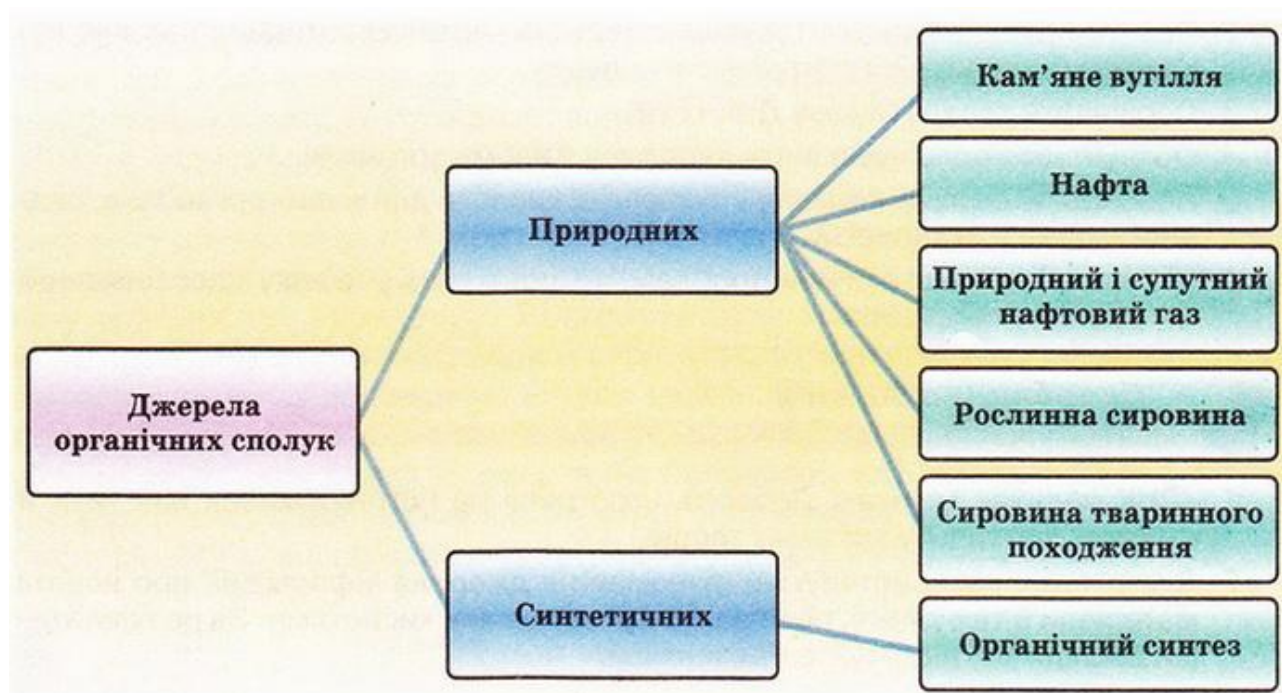 Джерела
органічних сполук
Природних
Синтетичних
Кам’яне вугілля
Нафта
Природний і супутний
нафтовий газ
Рослинна сировина
Сировина тваринного
походження
Органічний синтез